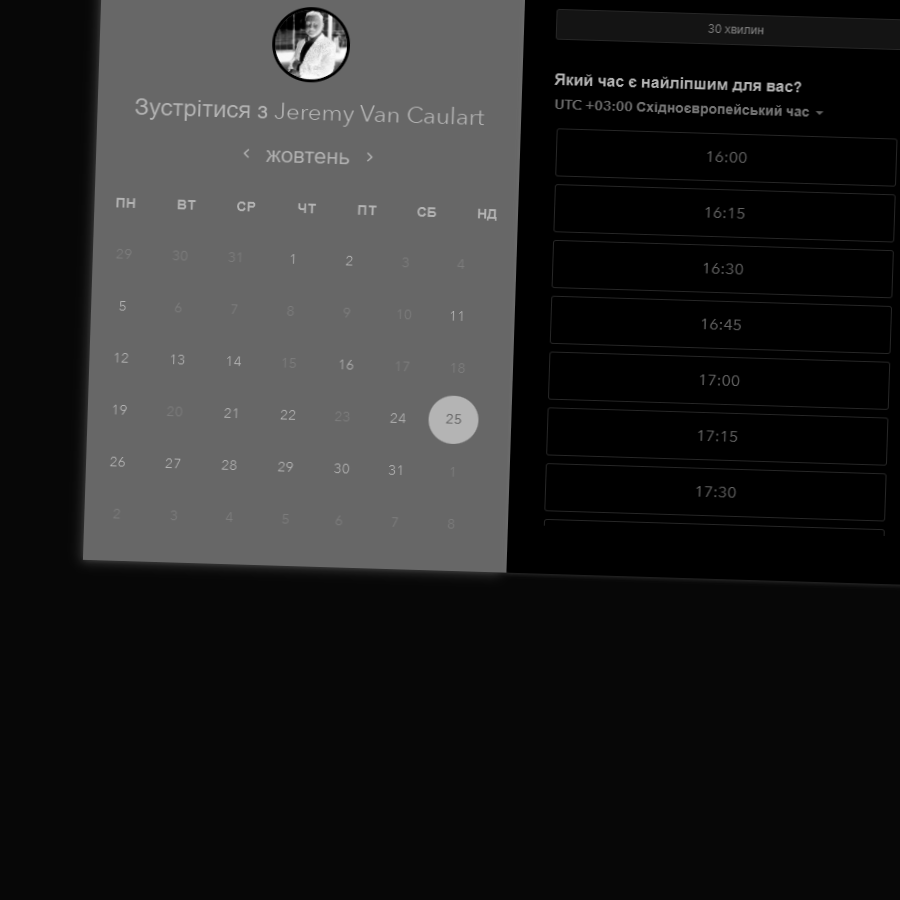 Зустрітися з Jeremy Van Caulart
жовтень
ПН ВТ СР ЧТ ПТ СБ НД
29 30 31 1 2 3 4
5 6 7 8 9 10 11
12 13 14 15 16 17 18
19 20 21 22 23 24 25
26 27 28 29 30 31 1
2 3 4 5 6 7 8
30 хвилин
Який час є найліпшим для вас?
UTC +03:00 Східноєвропейський час
16:00
16:15
16:30
16:45
17:00
17:15
17:30